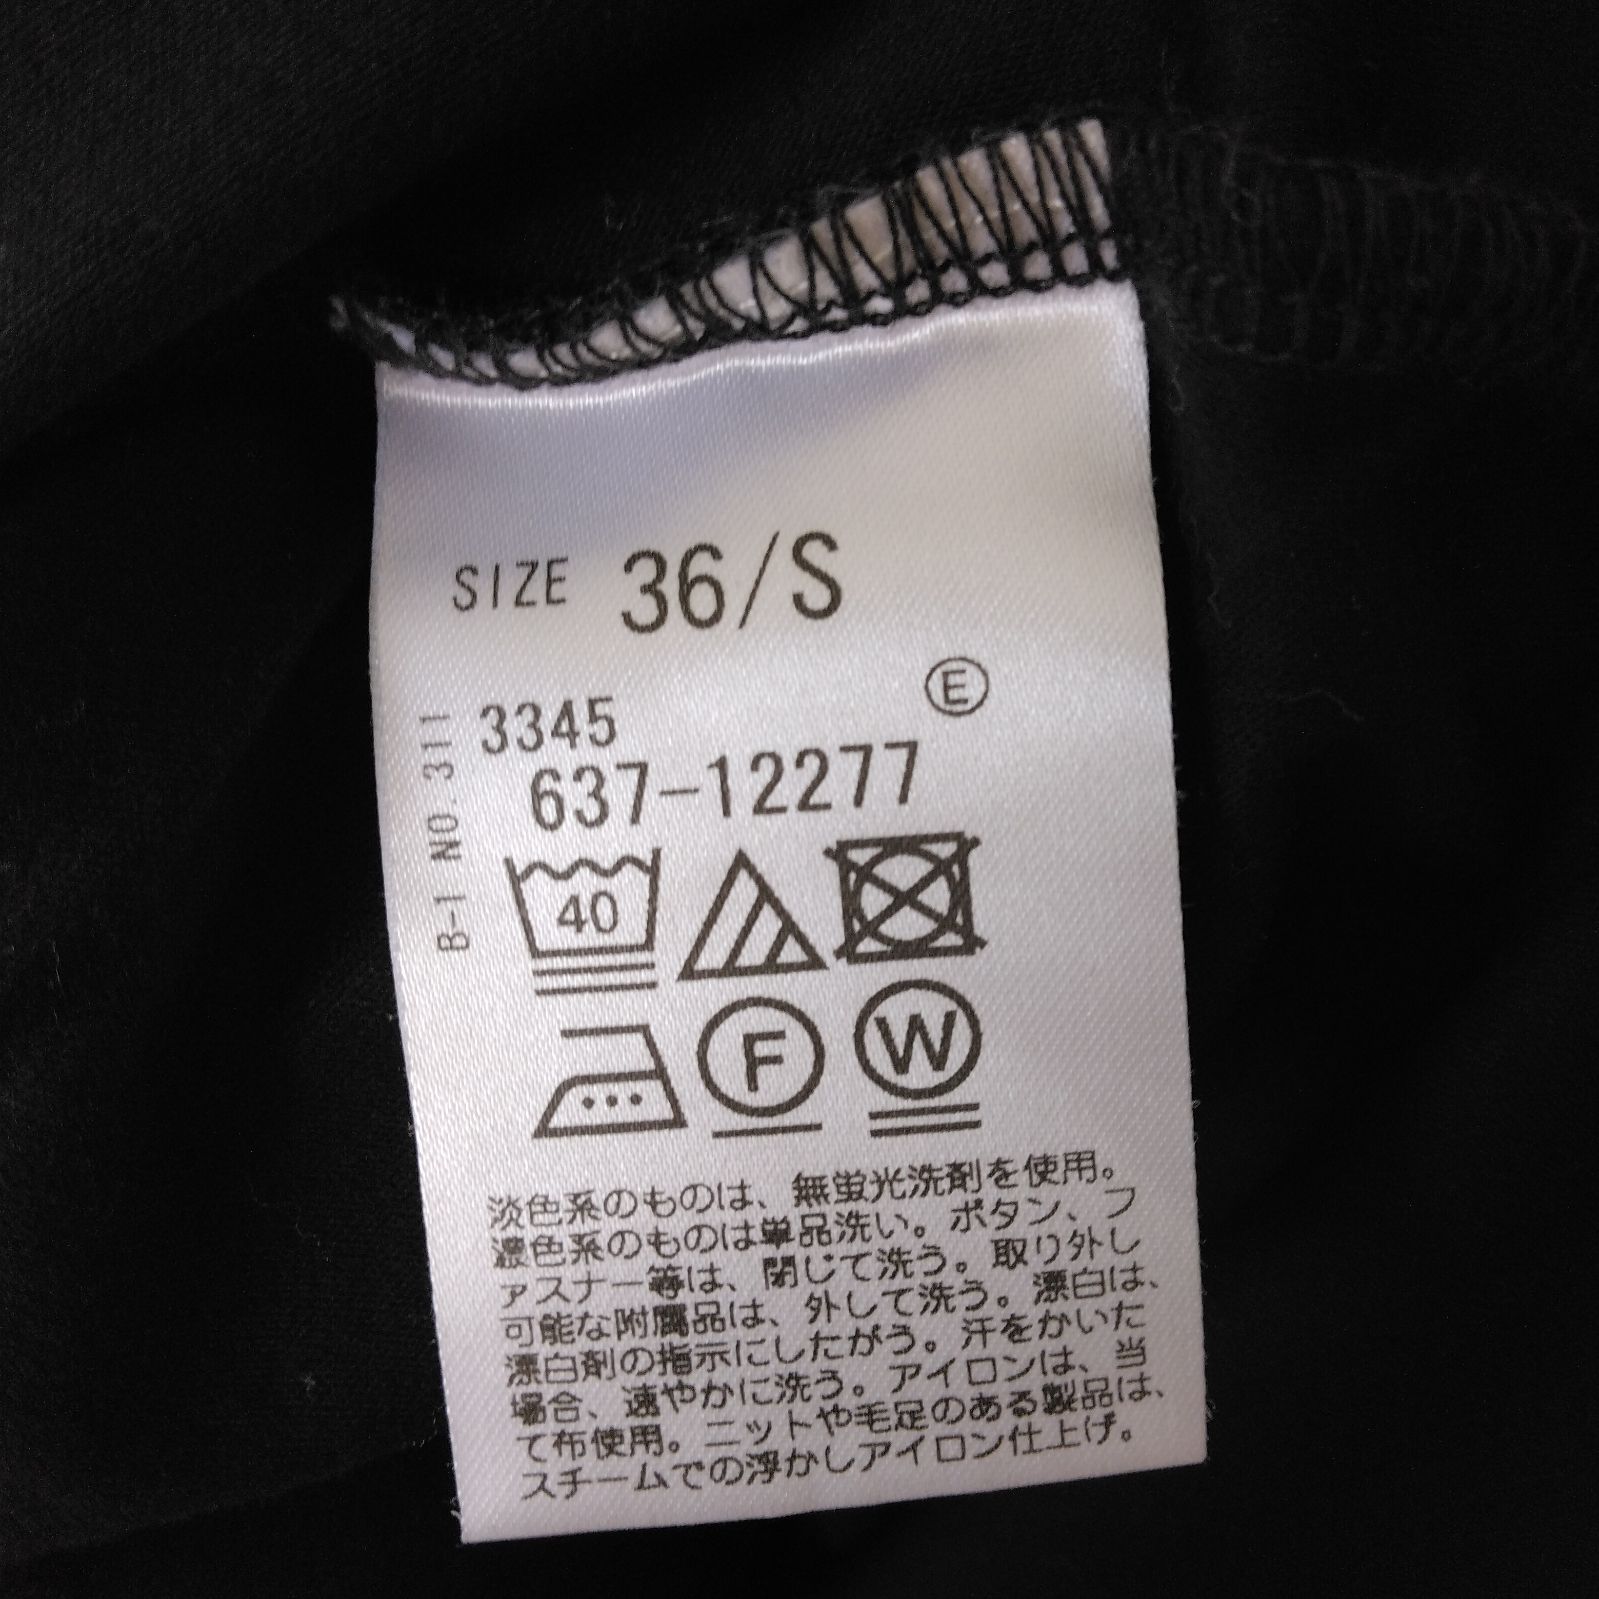 SIZE 36/S
Ⓔ
3345
637-12277
B-1 NO.311
40
F
W
淡色系のものは、無蛍光洗剤を使用。
濃色系のものは単品洗い。ボタン、フ
ァスナー等は、閉じて洗う。取り外し
可能な附属品は、外して洗う。漂白は、
漂白剤の指示にしたがう。汗をかいた
場合、速やかに洗う。アイロンは、当
て布使用。ニットや毛足のある製品は、
スチームでの浮かしアイロン仕上げ。